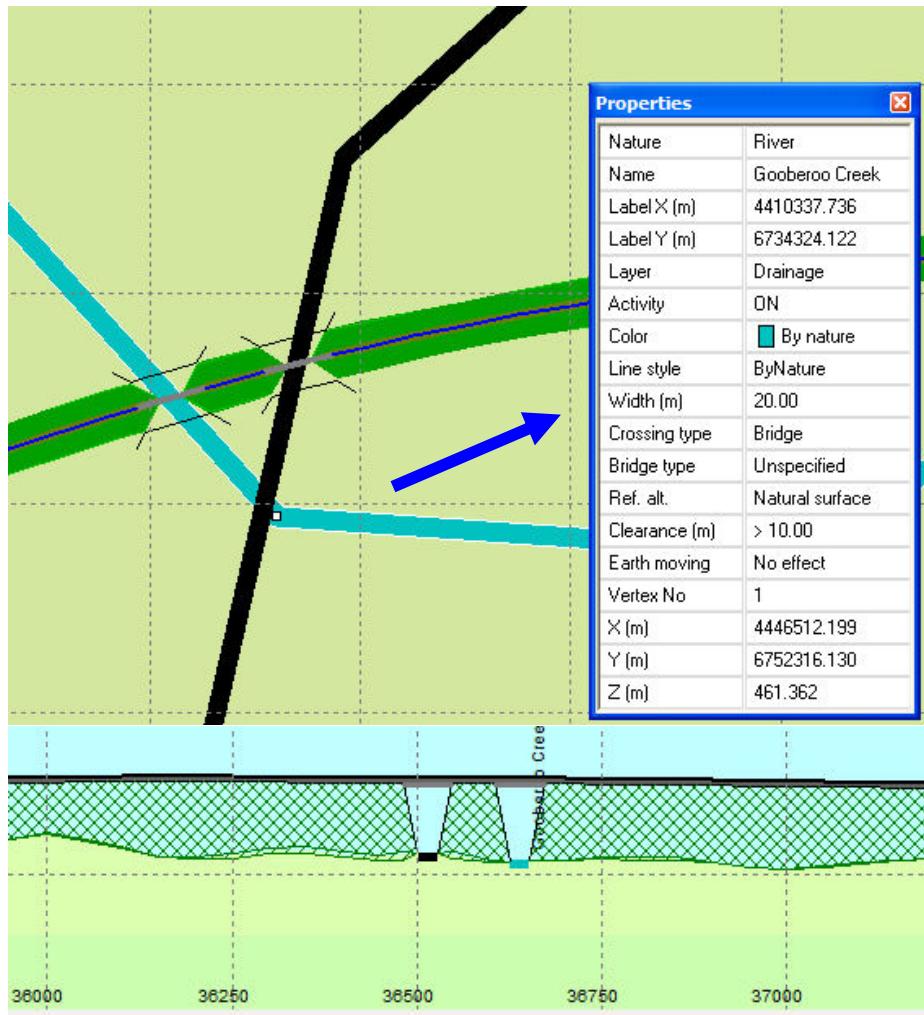 Properties
Nature River
Name Gooberoo Creek
Label X (m) 4410337.736
Label Y (m) 6734324.122
Layer Drainage
Activity ON
Color By nature
Line style ByNature
Width (m) 20.00
Crossing type Bridge
Bridge type Unspecified
Ref. alt. Natural surface
Clearance (m) > 10.00
Earth moving No effect
Vertex No 1
X (m) 4446512.199
Y (m) 6752316.130
Z (m) 461.362
Gooberoo Cree
36000 36250 36500 36750 37000